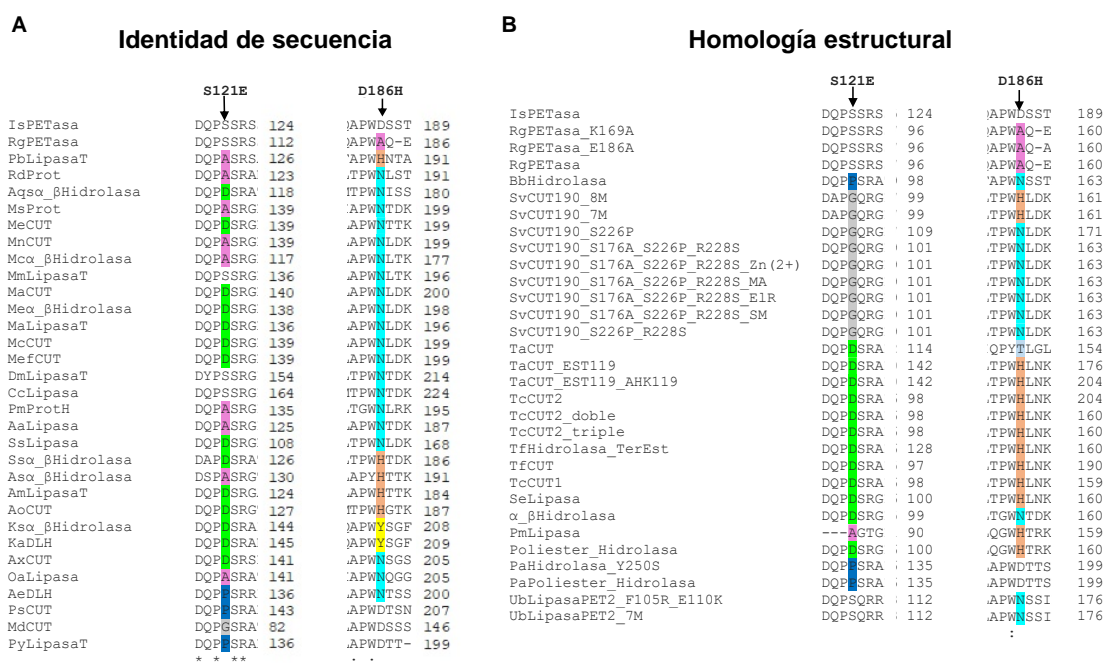 A
Identidad de secuencia
S121E D186H
IsPETasa DQPSSRS 124 APWDSST 189
RgPETasa DQPSSRS 112 APWAQ-E 186
PbLipasaT DQPASRS 126 APWHNTA 191
RdProt DQPASRA 123 TPWNLST 191
Aqsα_βHidrolasa DQPDSRA 118 TPWNISS 180
MsProt DQPASRG 139 APWNTDK 199
MeCUT DQPDSRG 139 APWNTTK 199
MnCUT DQPASRG 139 APWNLTK 199
Mcα_βHidrolasa DQPASRG 117 APWNLTK 177
MmLipasaT DQPSSRG 136 APWNLTK 196
MaCUT DQPDSRG 140 APWNLDK 200
Meα_βHidrolasa DQPDSRG 138 APWNLDK 198
MaLipasaT DQPDSRG 136 APWNLDK 196
McCUT DQPDSRG 139 APWNLDK 199
MefCUT DQPDSRG 139 APWNLDK 199
DmLipasaT DYPSSRG 154 TPWNTDK 214
CcLipasa DQPSSRG 164 TPWNTDK 224
PmProtH DQPASRG 135 TGWNLRK 195
AaLipasa DQPASRG 125 APWNTDK 187
SsLipasa DQPDSRG 108 TPWNLDK 168
Ssα_βHidrolasa DAPDSRA 126 TPWHTDK 186
Asα_βHidrolasa DSPASRG 130 APYHTTK 191
AmLipasaT DQPDSRG 124 APWHTTK 184
AoCUT DQPDSRG 127 TPWHGTK 187
Ksα_βHidrolasa DQPDSRA 144 APWYSGF 208
KaDLH DQPDSRA 145 APWYSGF 209
AxCUT DQPDSRA 141 APWNSGS 205
OaLipasa DQPASRA 141 APWNQGG 205
AeDLH DQPPSRR 136 APWNTSS 200
PsCUT DQPPSRA 143 APWDTSN 207
MdCUT DQPGSRA 82 APWDSSS 146
PyLipasaT DQPPSRA 136 APWDTT- 199
* * ** : :
B
Homología estructural
S121E D186H
IsPETasa DQPSSRS 124 APWDSST 189
RgPETasa_K169A DQPSSRS 96 APWAQ-E 160
RgPETasa_E186A DQPSSRS 96 APWAQ-A 160
RgPETasa DQPSSRS 96 APWAQ-E 160
BbHidrolasa DQPPSRA 98 APWNSST 163
SvCUT190_8M DAPGQRG 99 TPWHLDK 161
SvCUT190_7M DAPGQRG 99 TPWHLDK 161
SvCUT190_S226P DQPGQRG 109 TPWNLDK 171
SvCUT190_S176A_S226P_R228S DQPGQRG 101 TPWNLDK 163
SvCUT190_S176A_S226P_R228S_Zn(2+) DQPGQRG 101 TPWNLDK 163
SvCUT190_S176A_S226P_R228S_MA DQPGQRG 101 TPWNLDK 163
SvCUT190_S176A_S226P_R228S_ElR DQPGQRG 101 TPWNLDK 163
SvCUT190_S176A_S226P_R228S_SM DQPGQRG 101 TPWNLDK 163
SvCUT190_S226P_R228S DQPGQRG 101 TPWNLDK 163
TaCUT DQPDSRA 114 QPYTLGL 154
TaCUT_EST119 DQPDSRA 142 TPWHLNK 176
TaCUT_EST119_AHK119 DQPDSRA 142 TPWHLNK 204
TcCUT2 DQPDSRA 98 TPWHLNK 204
TcCUT2_doble DQPDSRA 98 TPWHLNK 160
TcCUT2_triple DQPDSRA 98 TPWHLNK 160
TfHidrolasa_TerEst DQPDSRA 128 TPWHLNK 160
TfCUT DQPDSRA 97 TPWHLNK 190
TcCUT1 DQPDSRA 98 TPWHLNK 159
SeLipasa DQPDSRG 100 TPWHLNK 160
α_βHidrolasa DQPDSRG 99 TGWNTDK 160
PmLipasa ---AGTG 90 QGWHTRK 159
Poliester_Hidrolasa DQPDSRG 100 QGWHTRK 160
PaHidrolasa_Y250S DQPPSRA 135 APWDTTS 199
PaPoliester_Hidrolasa DQPPSRA 135 APWDTTS 199
UbLipasaPET2_F105R_E110K DQPSQRR 112 APWNSSI 176
UbLipasaPET2_7M DQPSQRR 112 APWNSSI 176
: